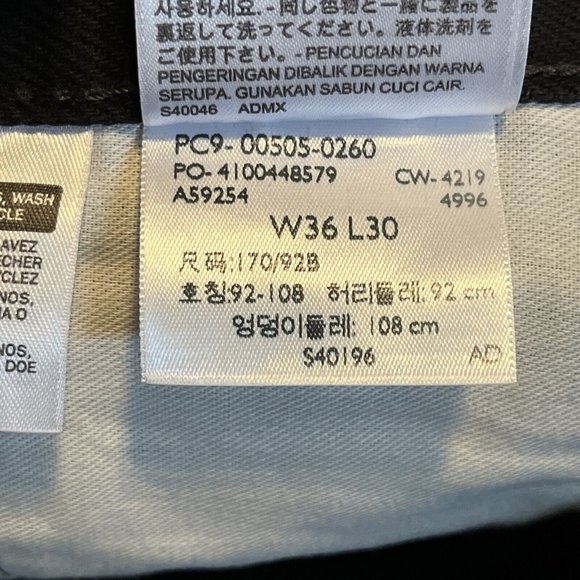 사용하세요. - 同じ色物と一緒に製品を
裏返して洗ってください。液体洗剤を
ご使用下さい。- PENCUCIAN DAN
PENGERINGAN DIBALIK DENGAN WARNA
SERUPA. GUNAKAN SABUN CUCI CAIR.
S40046 ADMX
PC9- 00505-0260
PO- 4100448579 CW- 4219
A59254 4996
W36 L30
尺码:170/92B
호칭:92-108 허리둘레: 92 cm
엉덩이둘레: 108 cm
S40196 AD
WASH
CLE
AVEZ
ECHER
YCLEZ
NOS,
A O
NOS,
DOE